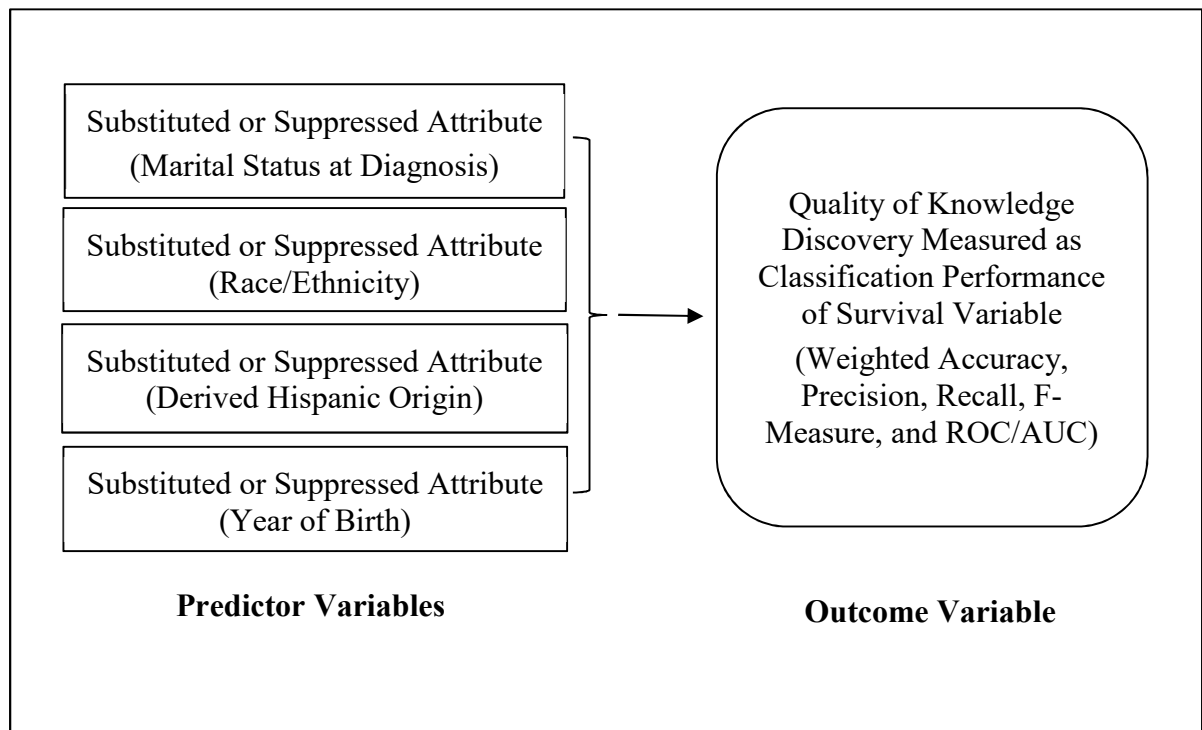 Substituted or Suppressed Attribute
(Marital Status at Diagnosis)
Substituted or Suppressed Attribute
(Race/Ethnicity)
Substituted or Suppressed Attribute
(Derived Hispanic Origin)
Substituted or Suppressed Attribute
(Year of Birth)
Predictor Variables
Quality of Knowledge
Discovery Measured as
Classification Performance
of Survival Variable
(Weighted Accuracy,
Precision, Recall, F-
Measure, and ROC/AUC)
Outcome Variable